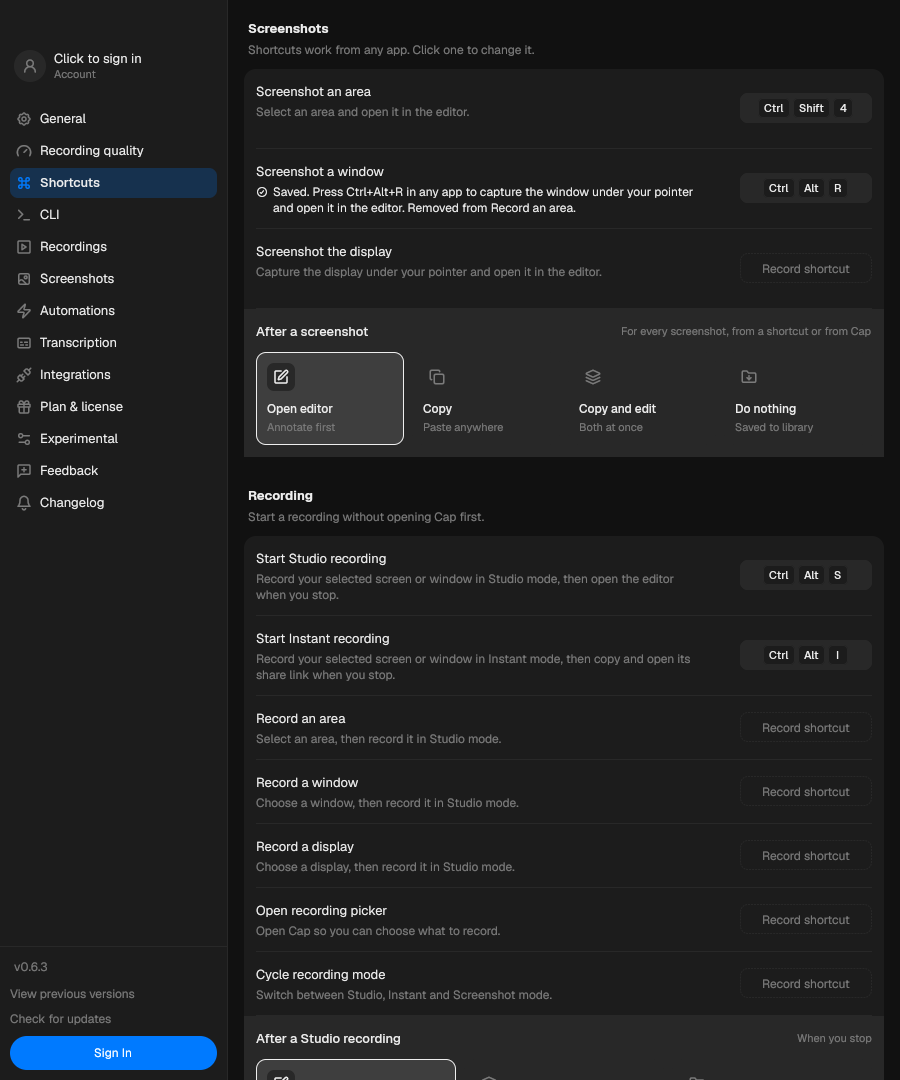 Click to sign in
Account
General
Recording quality
Shortcuts
CLI
Recordings
Screenshots
Automations
Transcription
Integrations
Plan & license
Experimental
Feedback
Changelog
v0.6.3
View previous versions
Check for updates
Sign In
Screenshots
Shortcuts work from any app. Click one to change it.
Screenshot an area
Select an area and open it in the editor.
Ctrl Shift 4
Screenshot a window
Saved. Press Ctrl+Alt+R in any app to capture the window under your pointer
and open it in the editor. Removed from Record an area.
Ctrl Alt R
Screenshot the display
Capture the display under your pointer and open it in the editor.
Record shortcut
After a screenshot
For every screenshot, from a shortcut or from Cap
Open editor
Annotate first
Copy
Paste anywhere
Copy and edit
Both at once
Do nothing
Saved to library
Recording
Start a recording without opening Cap first.
Start Studio recording
Record your selected screen or window in Studio mode, then open the editor
when you stop.
Ctrl Alt S
Start Instant recording
Record your selected screen or window in Instant mode, then copy and open its
share link when you stop.
Ctrl Alt I
Record an area
Select an area, then record it in Studio mode.
Record shortcut
Record a window
Choose a window, then record it in Studio mode.
Record shortcut
Record a display
Choose a display, then record it in Studio mode.
Record shortcut
Open recording picker
Open Cap so you can choose what to record.
Record shortcut
Cycle recording mode
Switch between Studio, Instant and Screenshot mode.
Record shortcut
After a Studio recording
When you stop